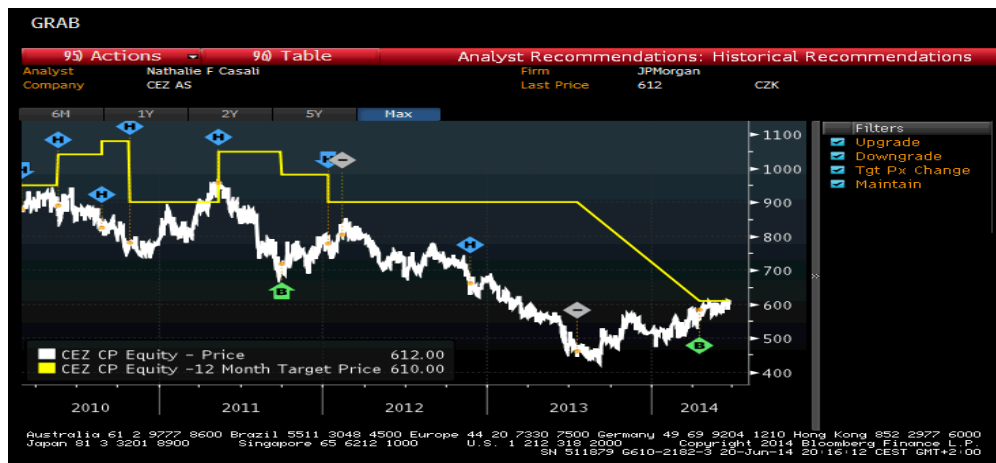 GRAB
95) Actions 96) Table Analyst Recommendations: Historical Recommendations
Analyst Nathalie F Casali Firm JPMorgan
Company CEZ AS Last Price 612 CZK
6M 1Y 2Y 5Y Max
Filters
Upgrade
Downgrade
Tgt Px Change
Maintain
H H H H H H B B
1100
1000
900
800
700
600
500
400
CEZ CP Equity - Price 612.00
CEZ CP Equity -12 Month Target Price 610.00
2010 2011 2012 2013 2014
Australia 61 2 9777 8600 Brazil 5511 3048 4500 Europe 44 20 7330 7500 Germany 49 69 9204 1210 Hong Kong 852 2977 6000
Japan 81 3 3201 8900 Singapore 65 6212 1000 U.S. 1 212 318 2000 Copyright 2014 Bloomberg Finance L.P.
SN 511879 G610-2182-3 20-Jun-14 20:16:12 CEST GMT+2:00